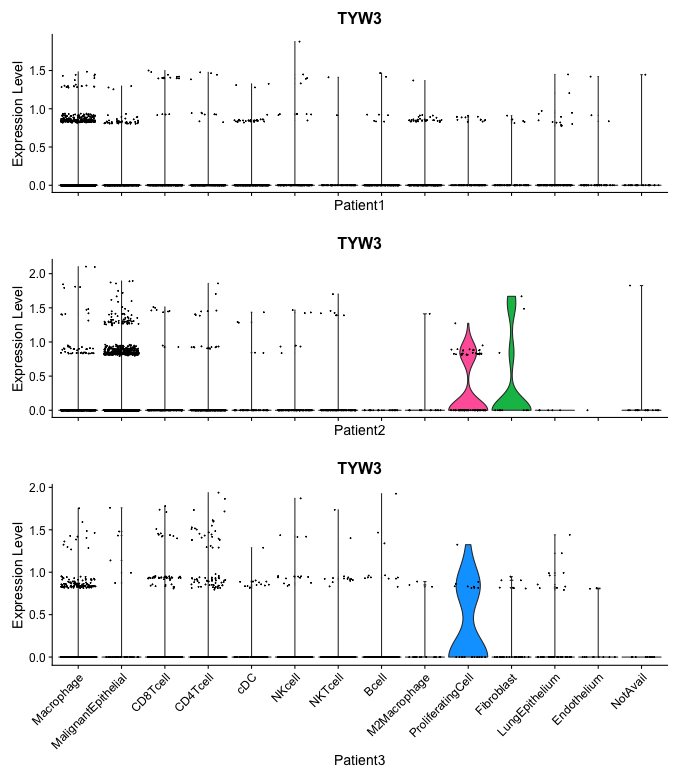 TYW3
Expression Level
1.5
1.0
0.5
0.0
Patient1
TYW3
Expression Level
2.0
1.5
1.0
0.5
0.0
Patient2
TYW3
Expression Level
2.0
1.5
1.0
0.5
0.0
Macrophage
MalignantEpithelial
CD8Tcell
CD4Tcell
cDC
NKcell
NKTcell
Bcell
M2Macrophage
ProliferatingCell
Fibroblast
LungEpithelium
Endothelium
NotAvail
Patient3